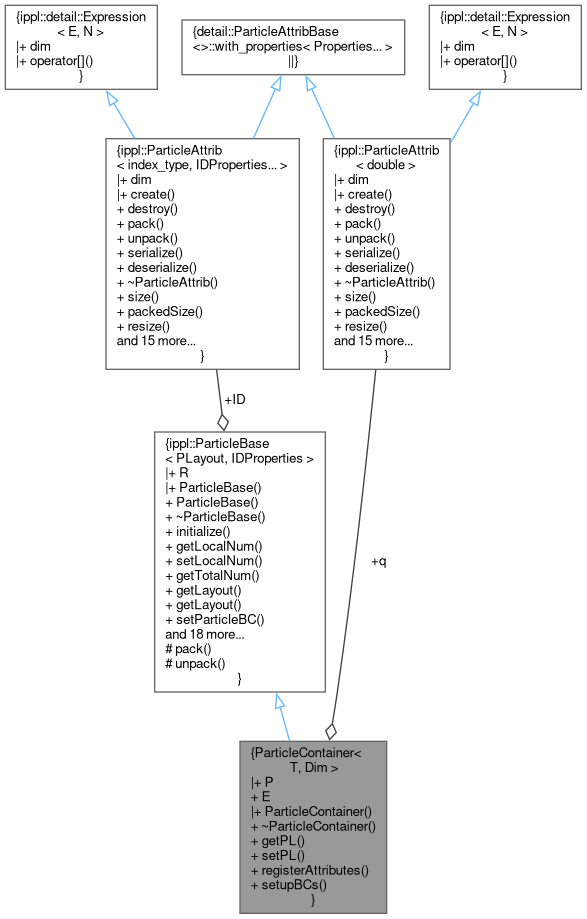 {ippl::detail::Expression
< E, N >
|+ dim
|+ operator[]()
}
{detail::ParticleAttribBase
<>::with_properties< Properties... >
||}
{ippl::detail::Expression
< E, N >
|+ dim
|+ operator[]()
}
{ippl::ParticleAttrib
< index_type, IDProperties... >
|+ dim
|+ create()
+ destroy()
+ pack()
+ unpack()
+ serialize()
+ deserialize()
+ ~ParticleAttrib()
+ size()
+ packedSize()
+ resize()
and 15 more...
}
{ippl::ParticleAttrib
< double >
|+ dim
|+ create()
+ destroy()
+ pack()
+ unpack()
+ serialize()
+ deserialize()
+ ~ParticleAttrib()
+ size()
+ packedSize()
+ resize()
and 15 more...
}
+ID
{ippl::ParticleBase
< PLayout, IDProperties >
|+ R
|+ ParticleBase()
+ ParticleBase()
+ ~ParticleBase()
+ initialize()
+ getLocalNum()
+ setLocalNum()
+ getTotalNum()
+ getLayout()
+ getLayout()
+ setParticleBC()
and 18 more...
# pack()
# unpack()
}
+q
{ParticleContainer<
T, Dim >
|+ P
+ E
|+ ParticleContainer()
+ ~ParticleContainer()
+ getPL()
+ setPL()
+ registerAttributes()
+ setupBCs()
}